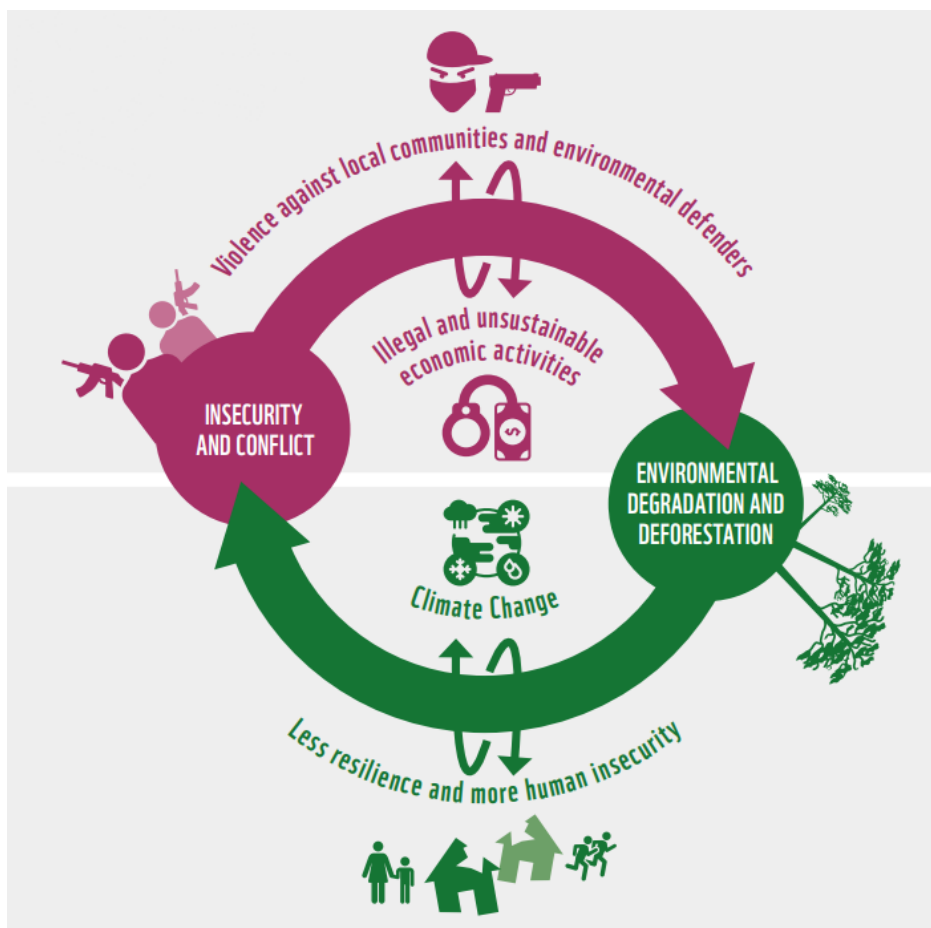 Violence against local communities and environmental defenders
Illegal and unsustainable
economic activities
$
INSECURITY
AND CONFLICT
ENVIRONMENTAL
DEGRADATION AND
DEFORESTATION
Climate Change
Less resilience and more human insecurity